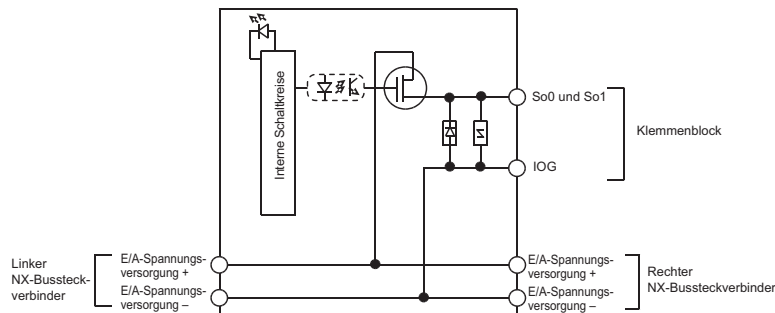 Interne Schaltkreise
So0 und So1
Klemmenblock
IOG
Linker
NX-Bussteck-
verbinder
E/A-Spannungs-
versorgung +
E/A-Spannungs-
versorgung –
E/A-Spannungs-
versorgung +
E/A-Spannungs-
versorgung –
Rechter
NX-Bussteckverbinder